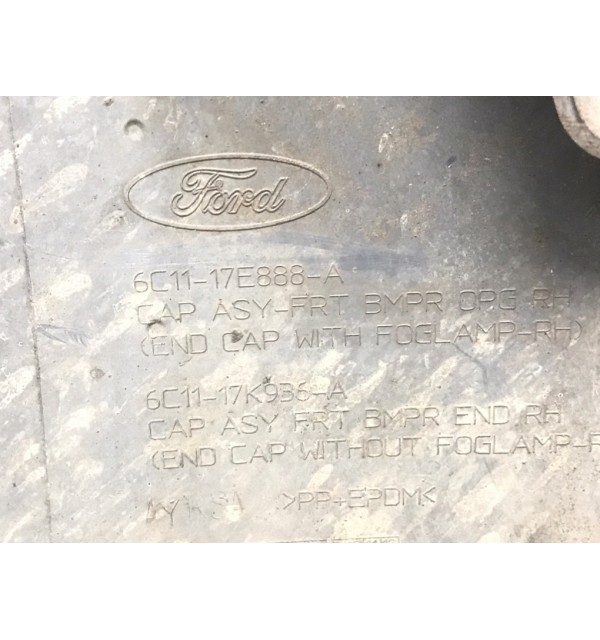 Ford
6C11-17E888-A
CAP ASY-FRT BMPR OPG RH
(END CAP WITH FOGLAMP-RH)
6C11-17K936-A
CAP ASY FRT BMPR END RH
(END CAP WITHOUT FOGLAMP-R
>PP+EPDM<